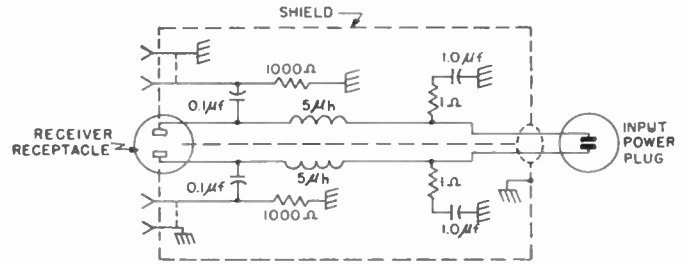 SHIELD
1.0µf
1000Ω
0.1µf
5µh
1Ω
RECEIVER
RECEPTACLE
INPUT
POWER
PLUG
0.1µf
5µh
1Ω
1000Ω
1.0µf